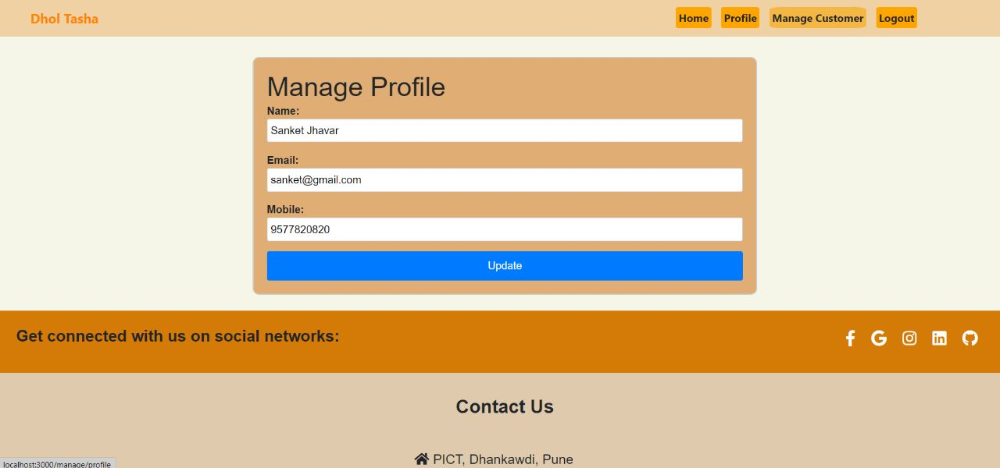 Dhol Tasha
Home Profile Manage Customer Logout
Manage Profile
Name:
Sanket Jhavar
Email:
sanket@gmail.com
Mobile:
9577820820
Update
Get connected with us on social networks:
Contact Us
PICT, Dhankawdi, Pune
localhost:3000/manage/profile